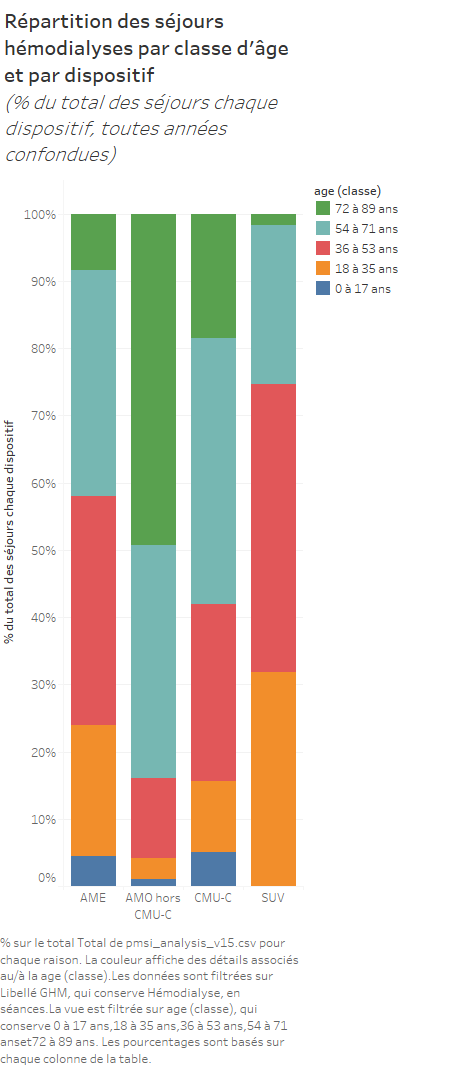 Répartition des séjours
hémodialyses par classe d'âge
et par dispositif
(% du total des séjours chaque
dispositif, toutes années
confondues)
age (classe)
72 à 89 ans
54 à 71 ans
36 à 53 ans
18 à 35 ans
0 à 17 ans
100%
90%
80%
70%
60%
50%
40%
30%
20%
10%
0%
% du total des séjours chaque dispositif
AME
AMO hors
CMU-C
CMU-C
SUV
% sur le total Total de pmsi_analysis_v15.csv pour
chaque raison. La couleur affiche des détails associés
au/à la age (classe).Les données sont filtrées sur
Libellé GHM, qui conserve Hémodialyse, en
séances.La vue est filtrée sur age (classe), qui
conserve 0 à 17 ans,18 à 35 ans,36 à 53 ans,54 à 71
anset72 à 89 ans. Les pourcentages sont basés sur
chaque colonne de la table.